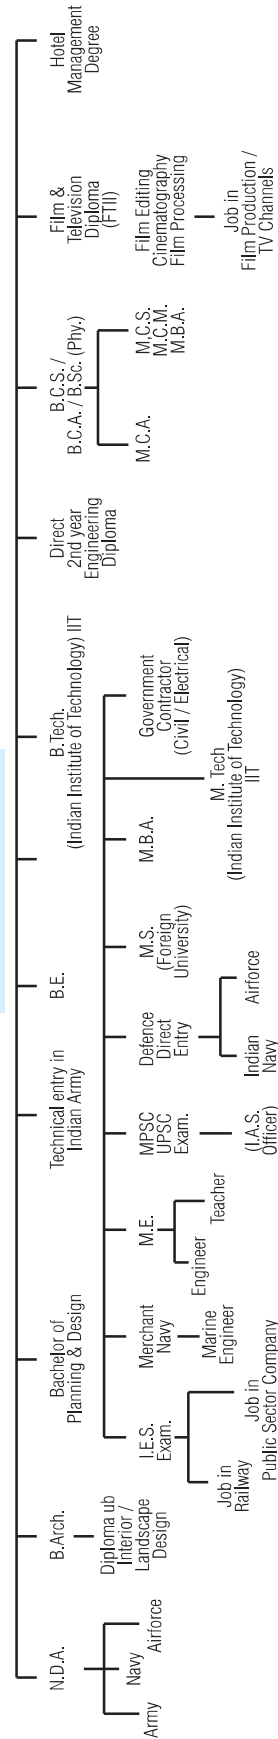 N.D.A.
Army
Navy
Airforce
B.Arch.
Diploma ub
Interior /
Landscape
Design
Bachelor of
Planning & Design
Technical entry in
Indian Army
B.E.
B.Tech.
(Indian Institute of Technology) IIT
I.E.S.
Exam.
Job in
Railway
Job in
Public Sector Company
Merchant
Navy
Marine
Engineer
M.E.
Engineer
Teacher
MPSC
UPSC
Exam.
(I.A.S.
Officer)
Defence
Direct
Entry
Indian
Navy
Airforce
M.S.
(Foreign
University)
M.B.A.
M. Tech
(Indian Institute of Technology)
IIT
Government
Contractor
(Civil / Electrical)
Direct
2nd year
Engineering
Diploma
B.C.S. /
B.C.A. / B.Sc. (Phy.)
M.C.A.
M,C.S.
M.C.M.
M.B.A.
Film &
Television
Diploma
(FTII)
Film Editing
Cinematography
Film Processing
Job in
Film Production /
TV Channels
Hotel
Management
Degree